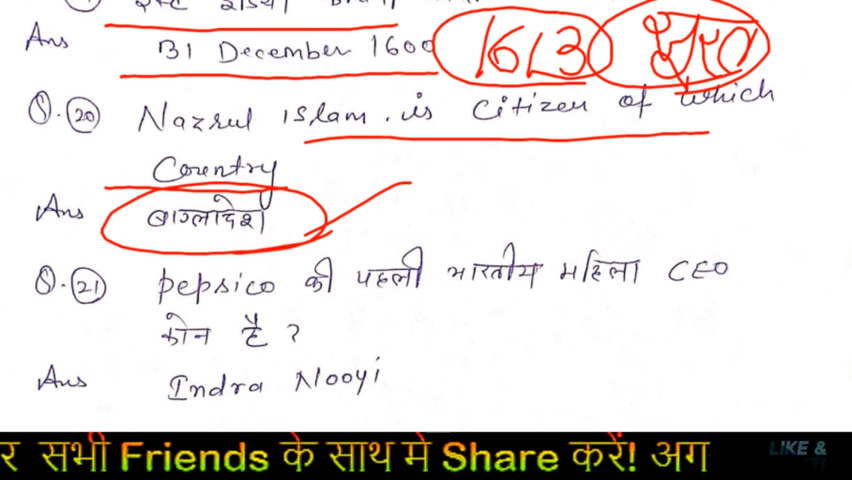 Ans 31 December 1600 1613 सूरत
Q. 20 Nazrul islam. is citizen of which
Country
Ans बाग्लादेश
Q. 21 pepsico की पहली भारतीय महिला CEO
कोन है ?
Ans Indra Nooyi
र सभी Friends के साथ मे Share करें! अग
LIKE &